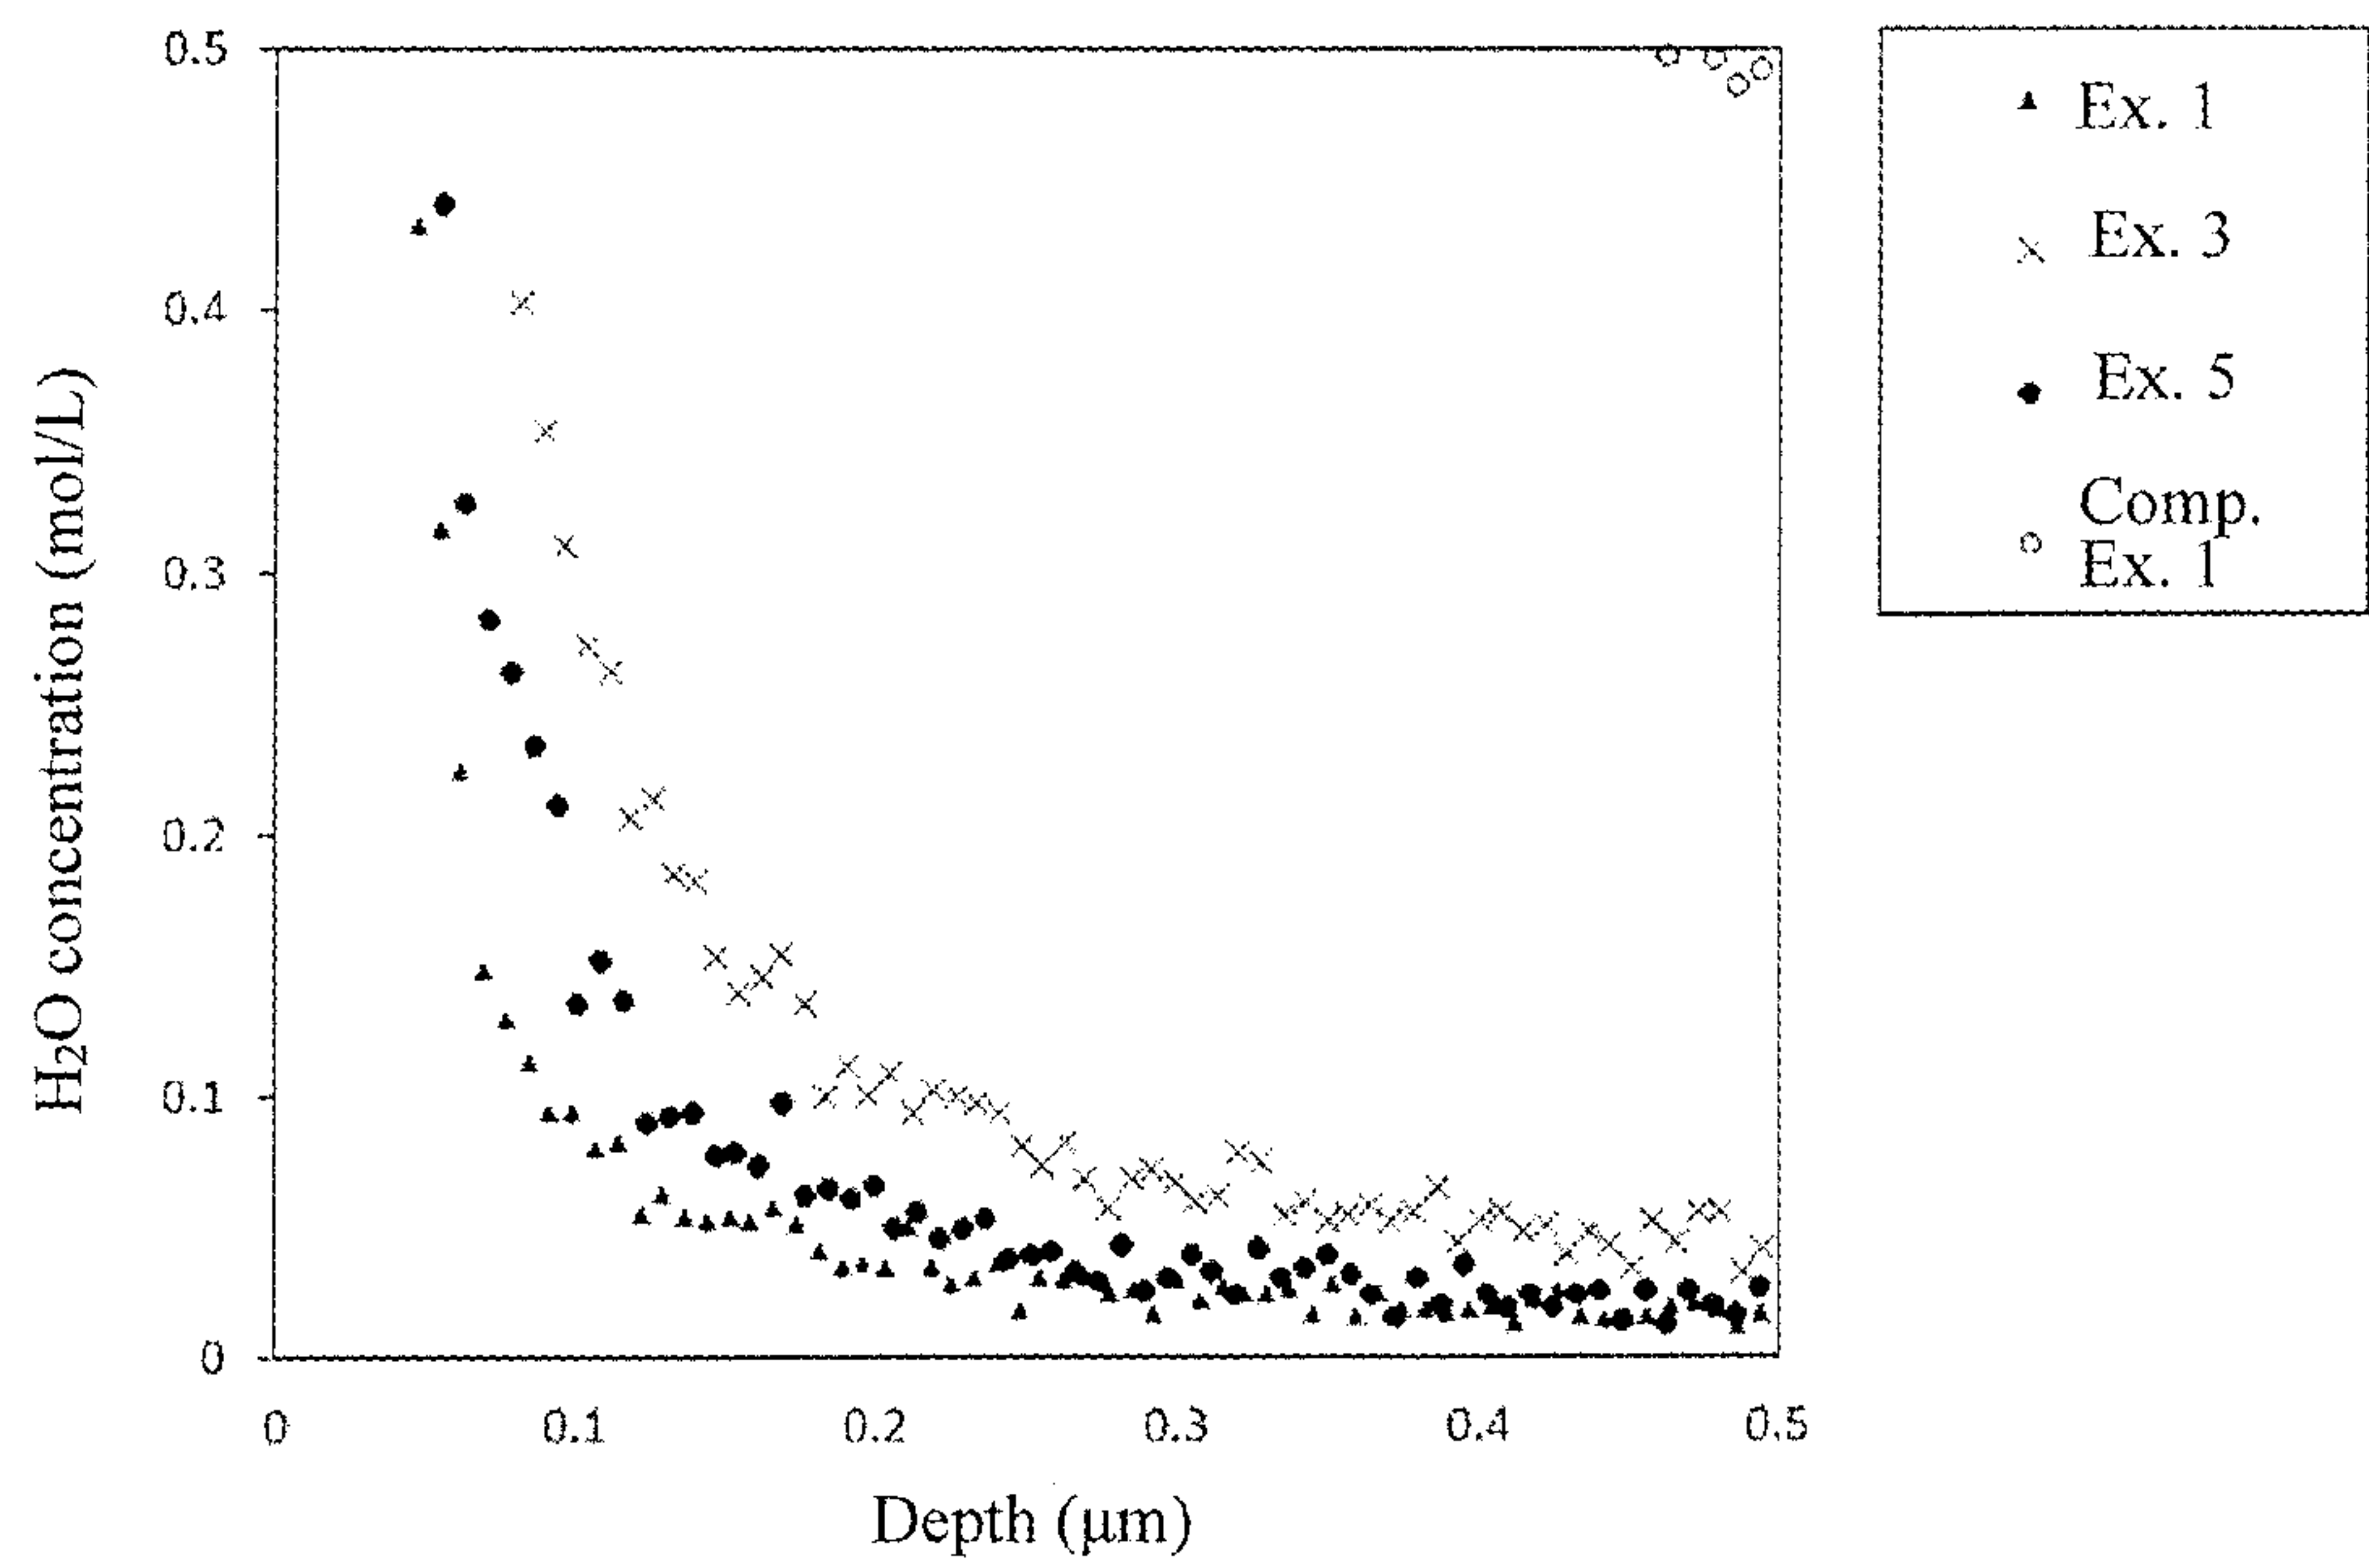 0.5
0.4
0.3
0.2
0.1
0
H₂O concentration (mol/L)
0
0.1
0.2
0.3
0.4
0.5
Depth (μm)
Ex. 1
Ex. 3
Ex. 5
Comp.
Ex. 1